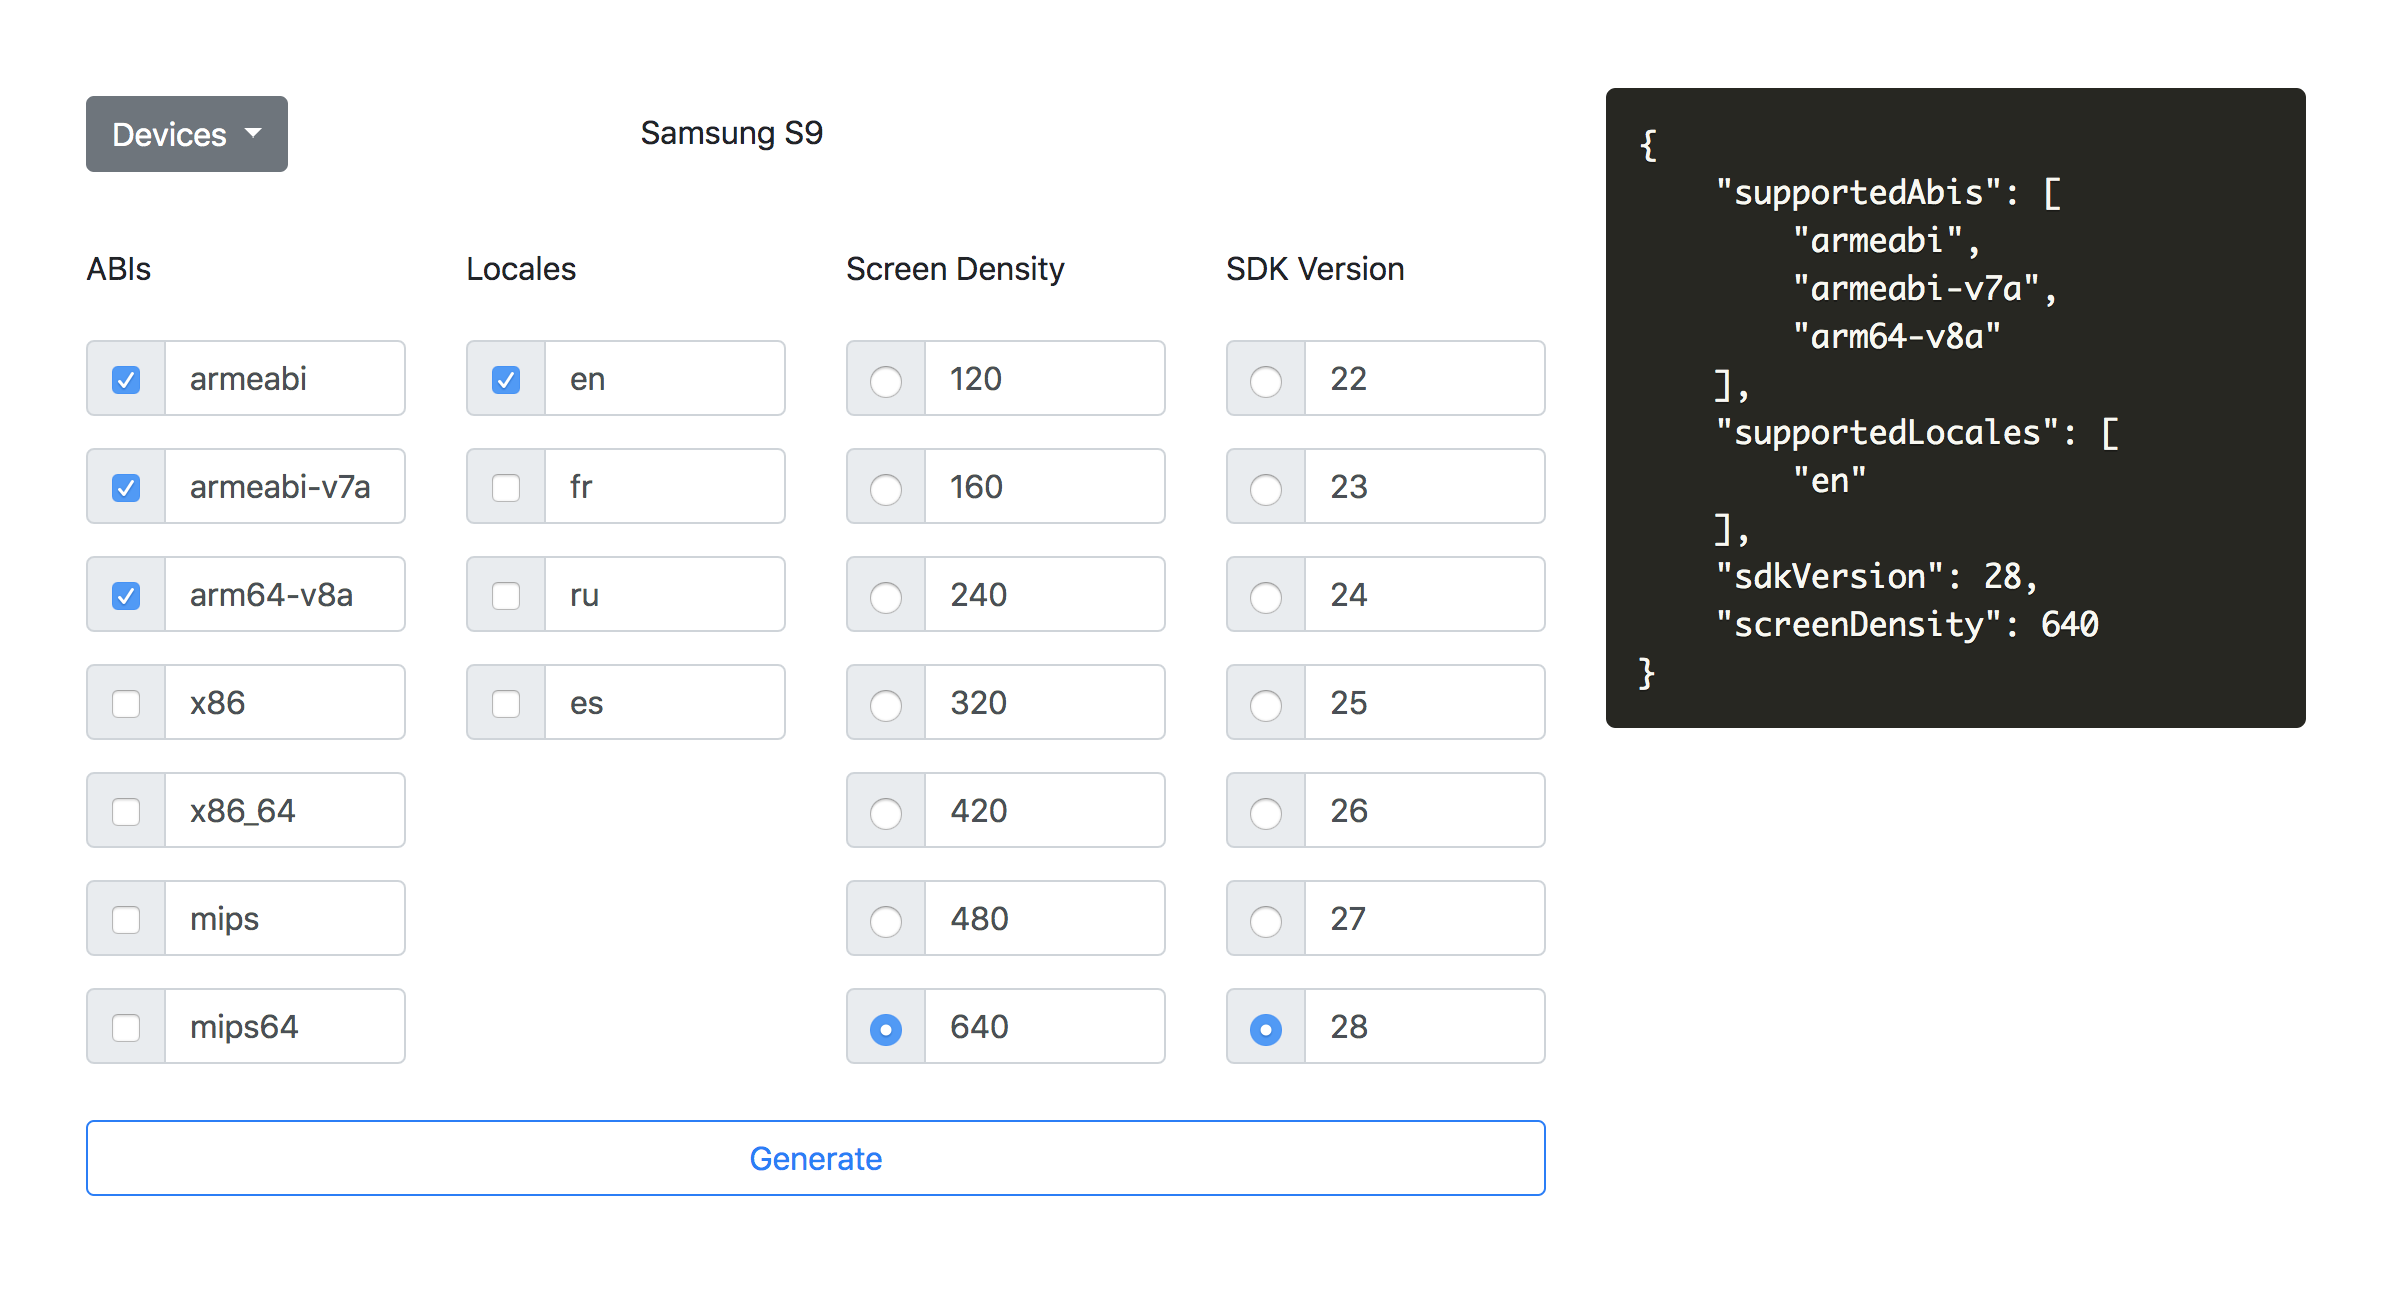 Devices
Samsung S9
ABIs
armeabi
armeabi-v7a
arm64-v8a
x86
x86_64
mips
mips64
Locales
en
fr
ru
es
Screen Density
120
160
240
320
420
480
640
SDK Version
22
23
24
25
26
27
28
Generate
{
    "supportedAbis": [
        "armeabi",
        "armeabi-v7a",
        "arm64-v8a"
    ],
    "supportedLocales": [
        "en"
    ],
    "sdkVersion": 28,
    "screenDensity": 640
}